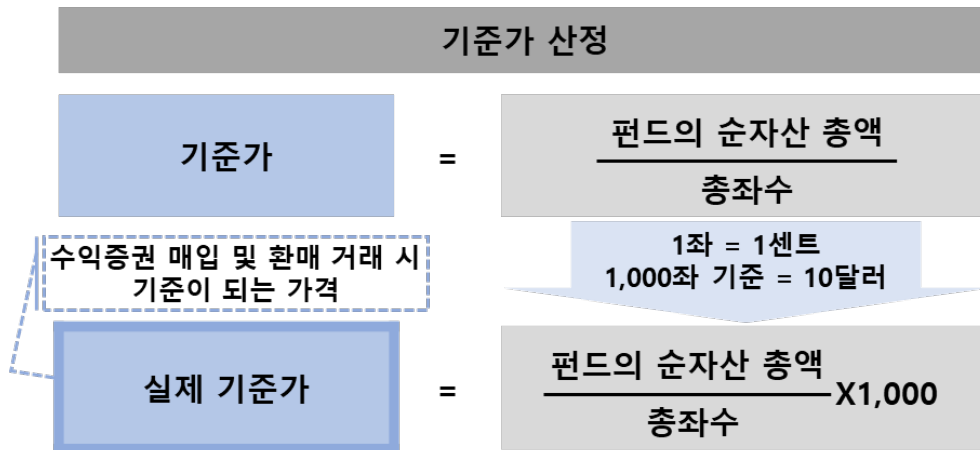 기준가 산정
기준가
=
펀드의 순자산 총액
총좌수
수익증권 매입 및 환매 거래 시
기준이 되는 가격
1좌 = 1센트
1,000좌 기준 = 10달러
실제 기준가
=
펀드의 순자산 총액
총좌수
X1,000